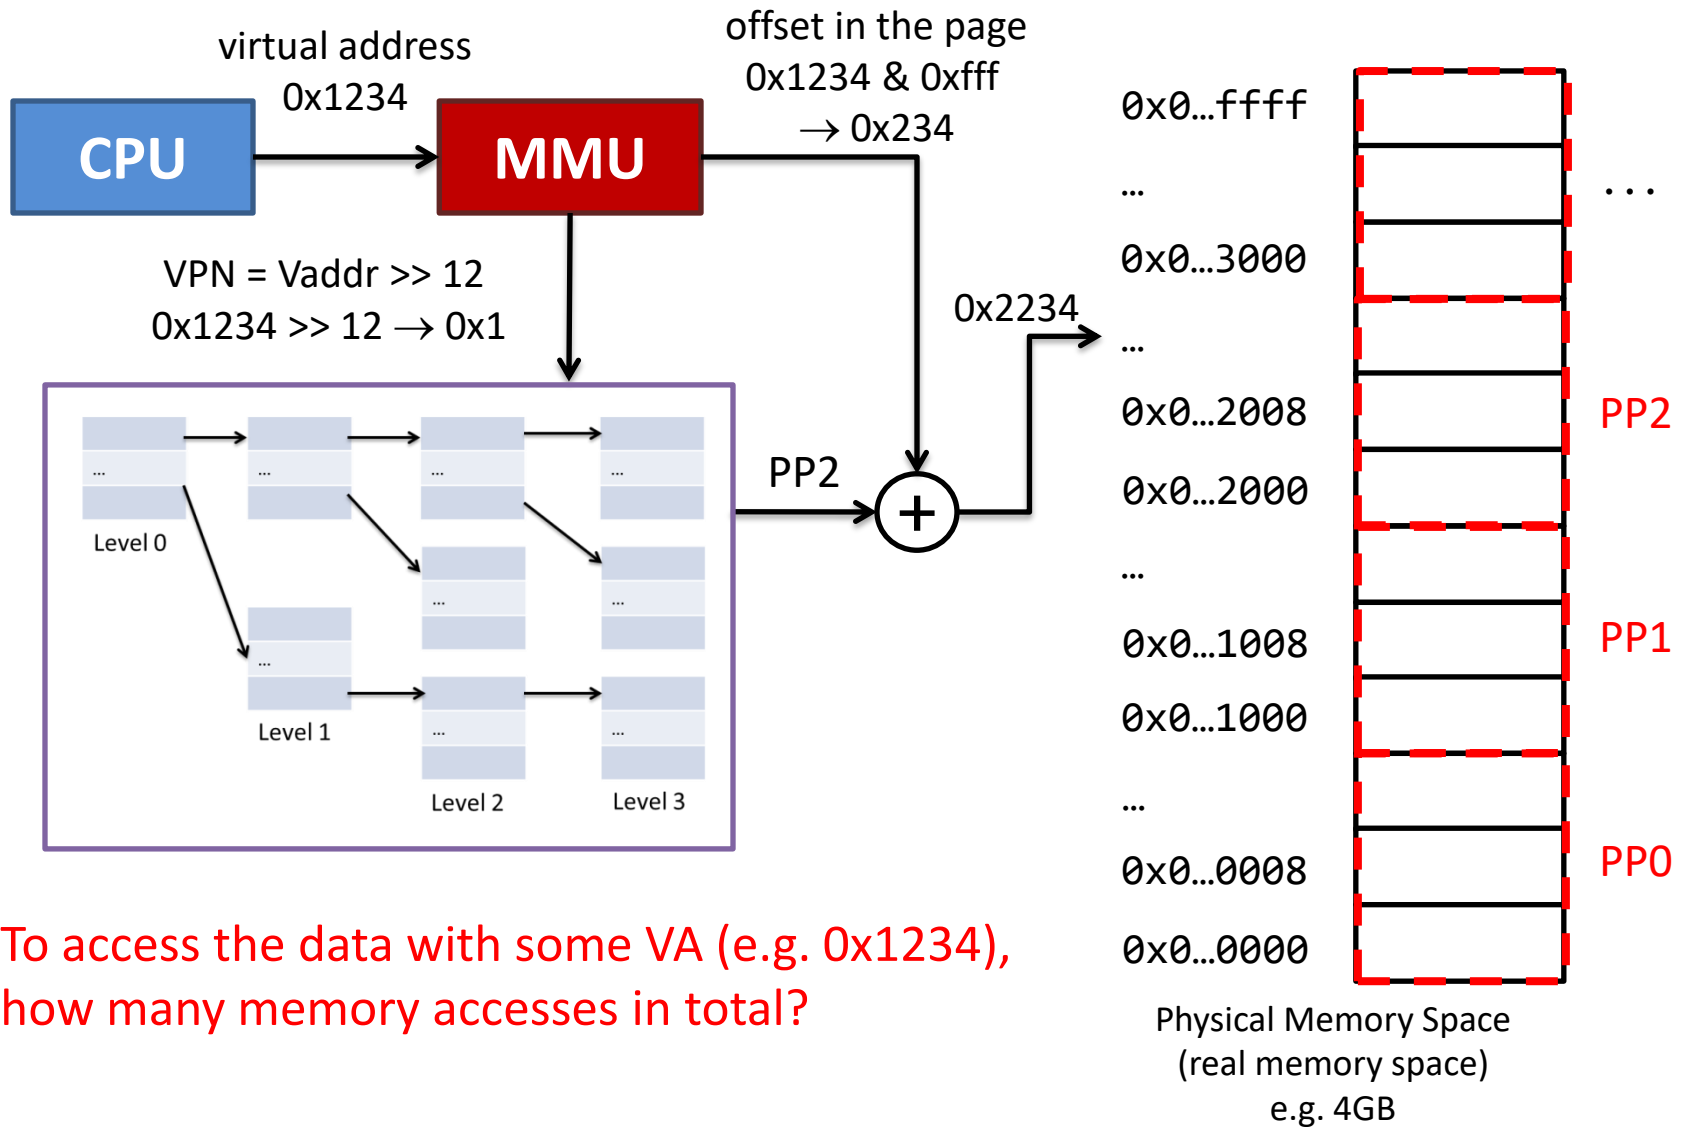 virtual address
0x1234
offset in the page
0x1234 & 0xfff
→ 0x234
CPU
MMU
VPN = Vaddr >> 12
0x1234 >> 12 → 0x1
...
...
...
...
Level 0
...
...
...
...
...
Level 1
Level 2
Level 3
PP2
+
0x2234
0x0…ffff
…
...
0x0…3000
…
0x0…2008
PP2
0x0…2000
…
0x0…1008
PP1
0x0…1000
…
0x0…0008
PP0
0x0…0000
Physical Memory Space
(real memory space)
e.g. 4GB
To access the data with some VA (e.g. 0x1234),
how many memory accesses in total?